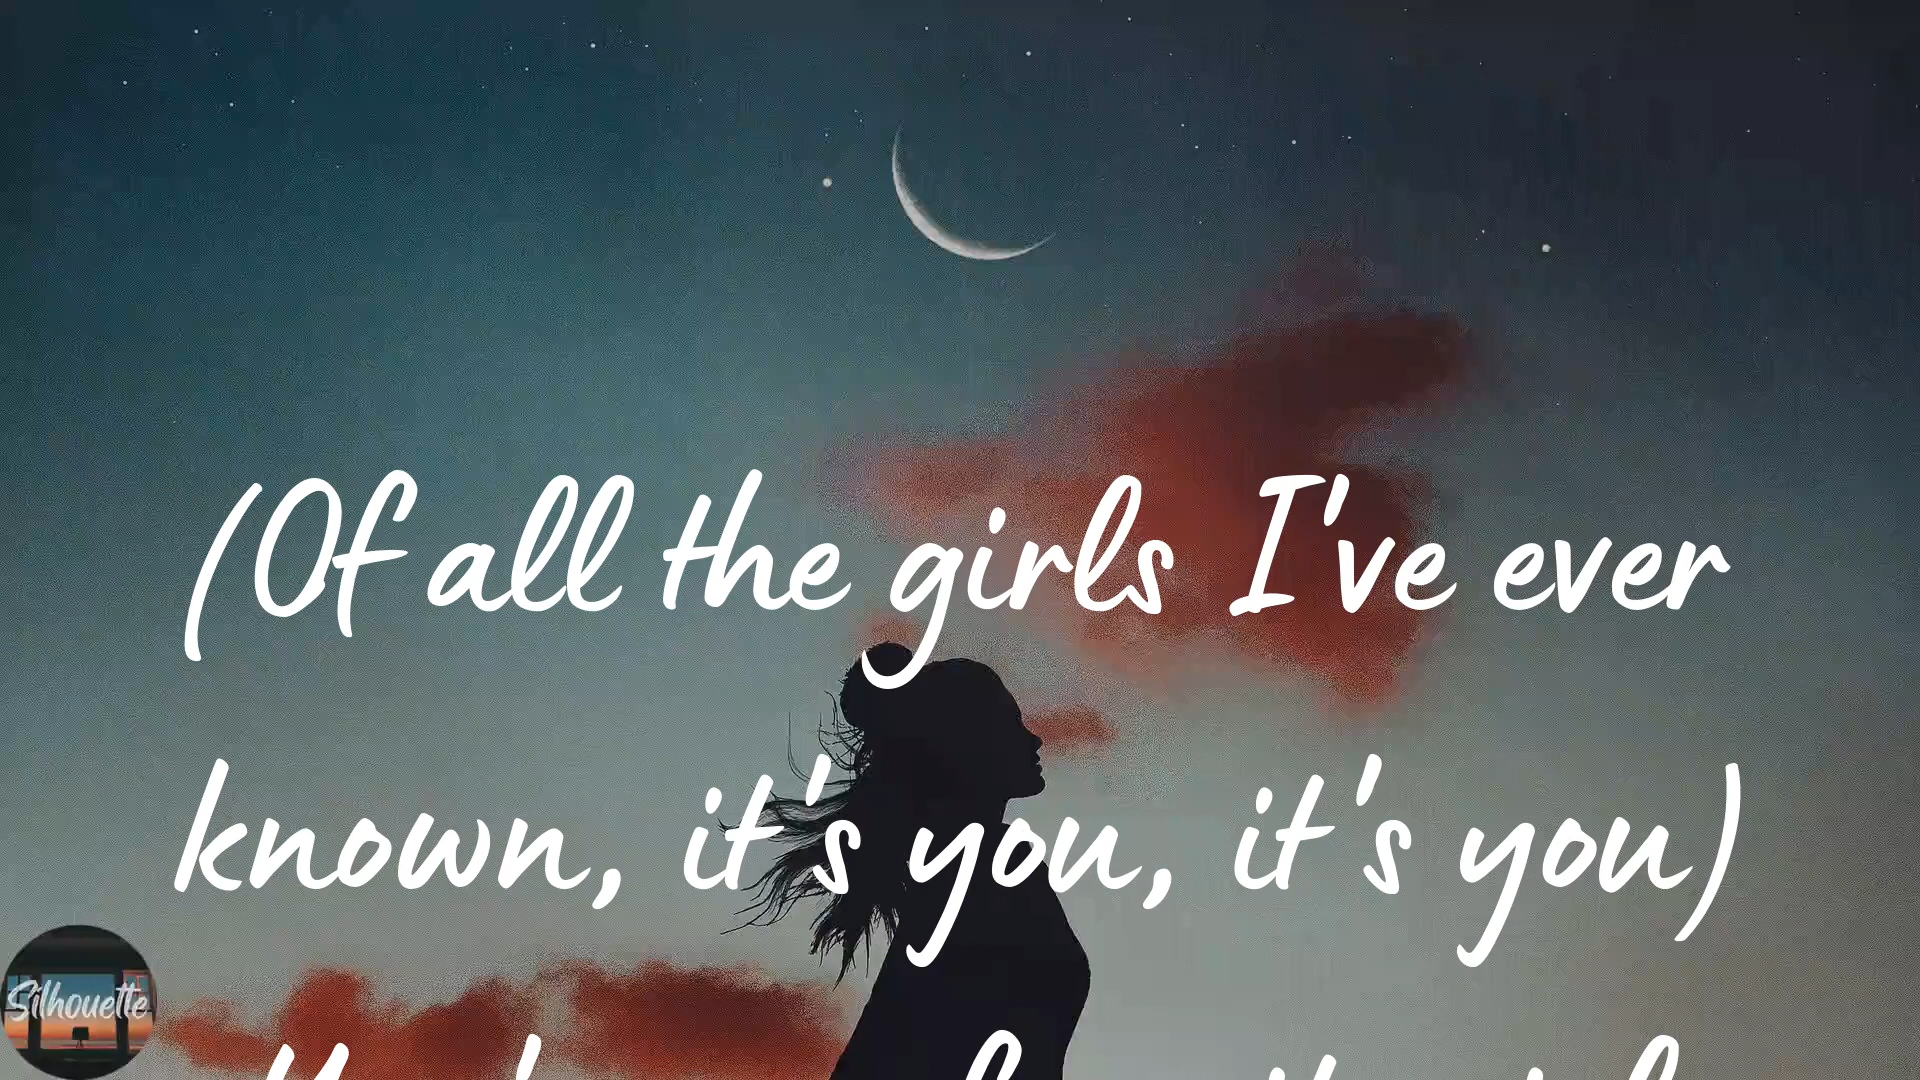 (Of all the girls I've ever
known, it's you, it's you)
Silhouette